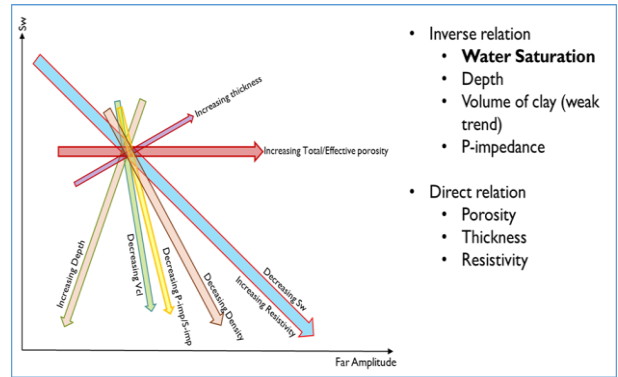 Sw
Increasing thickness
Increasing Total/Effective porosity
Increasing Depth
Decreasing Vcl
Decreasing P-imp/S-imp
Deceasing Density
Increasing Resistivity
Decreasing Sw
Far Amplitude
• Inverse relation
• Water Saturation
• Depth
• Volume of clay (weak
trend)
• P-impedance
• Direct relation
• Porosity
• Thickness
• Resistivity